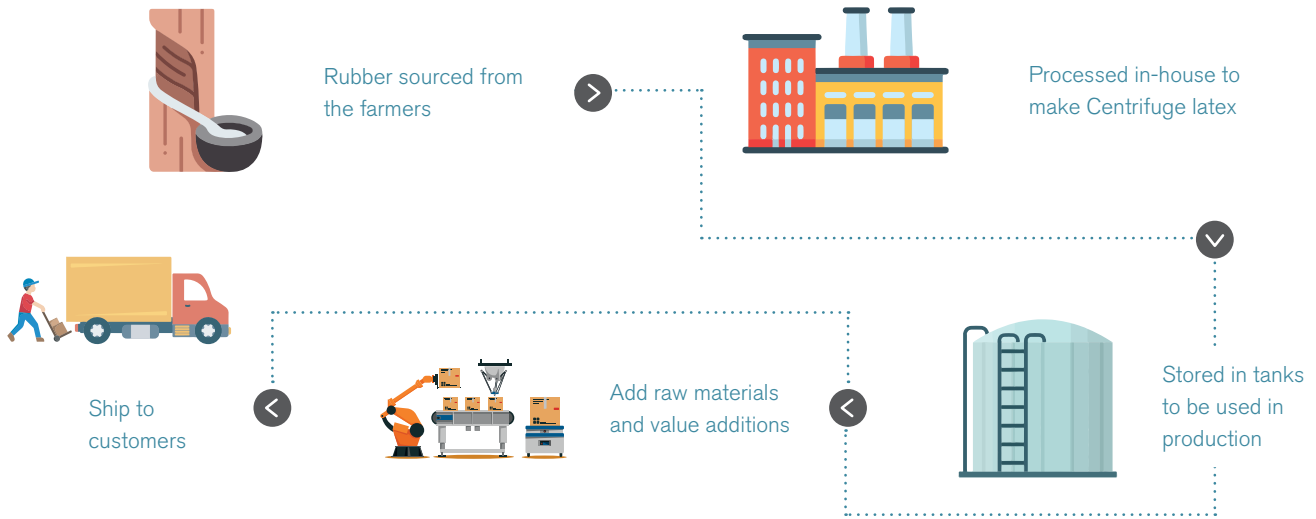 Rubber sourced from
the farmers
Processed in-house to
make Centrifuge latex
Stored in tanks
to be used in
production
Add raw materials
and value additions
Ship to
customers